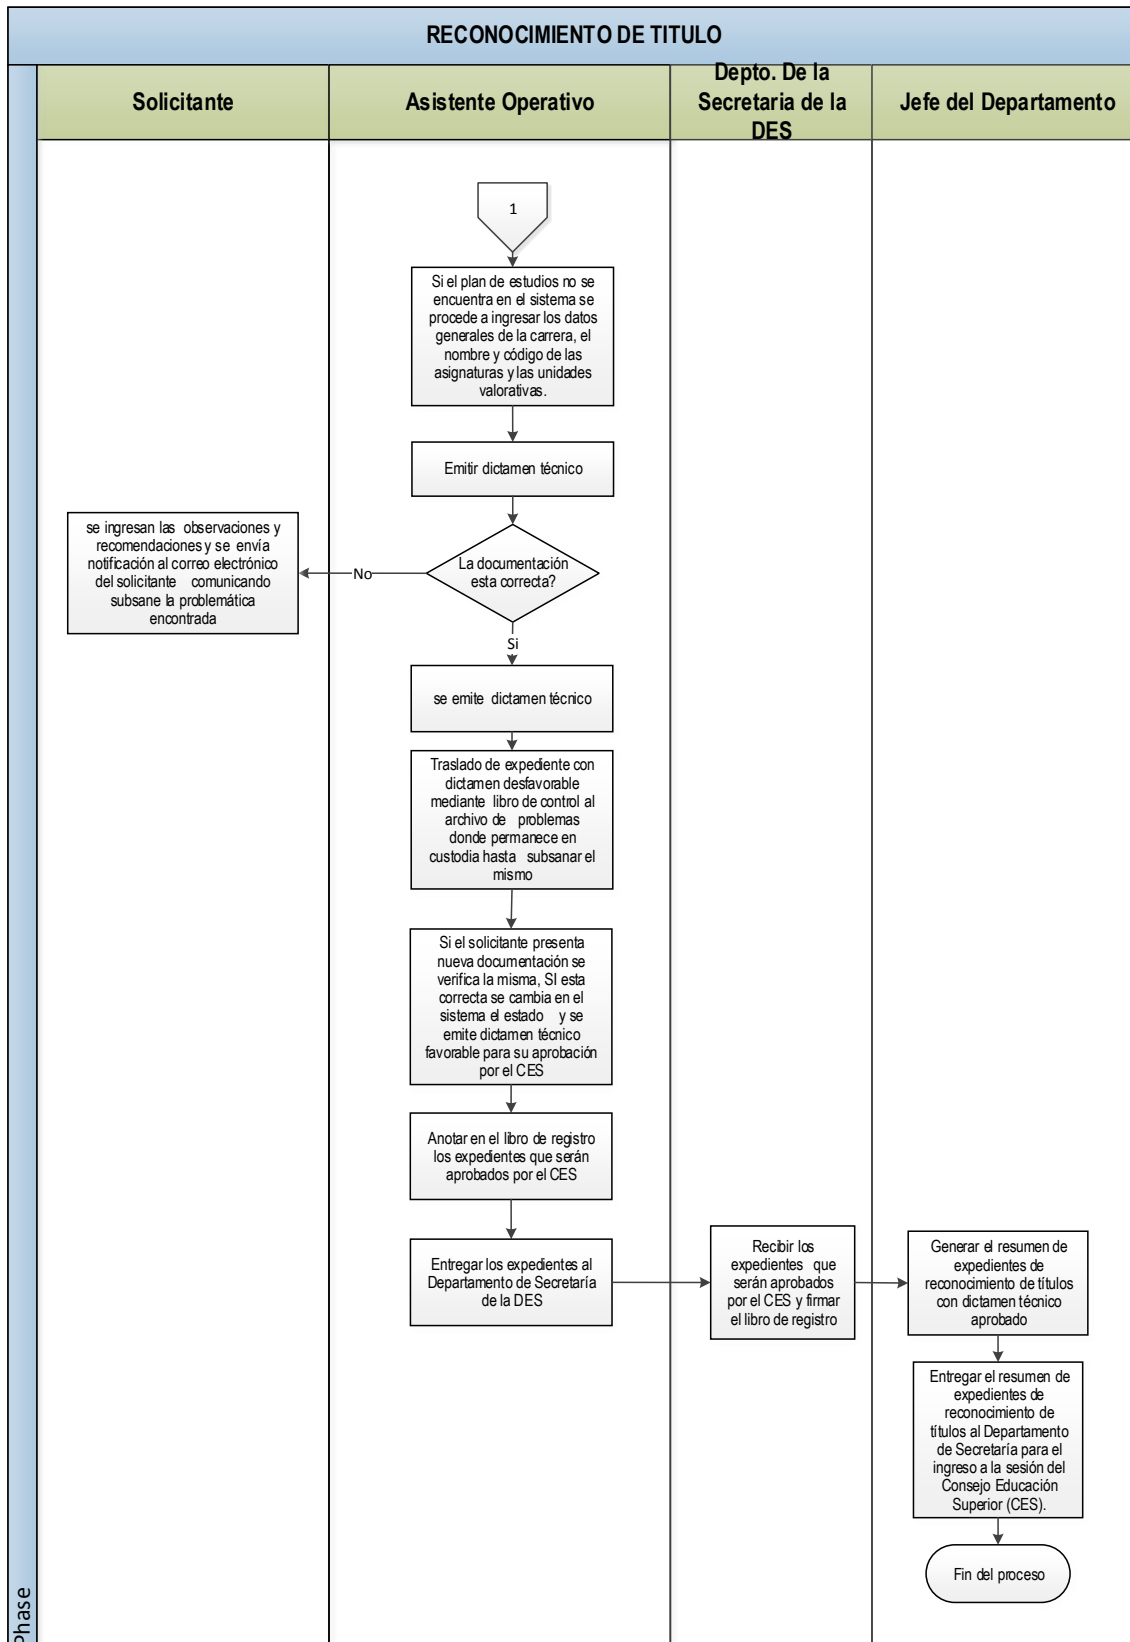 RECONOCIMIENTO DE TITULO
Solicitante
Asistente Operativo
Depto. De la
Secretaria de la
DES
Jefe del Departamento
1
Si el plan de estudios no se
encuentra en el sistema se
procede a ingresar los datos
generales de la carrera, el
nombre y código de las
asignaturas y las unidades
valorativas.
Emitir dictamen técnico
La documentación
esta correcta?
No
se ingresan las observaciones y
recomendaciones y se envía
notificación al correo electrónico
del solicitante comunicando
subsane la problemática
encontrada
Si
se emite dictamen técnico
Traslado de expediente con
dictamen desfavorable
mediante libro de control al
archivo de problemas
donde permanece en
custodia hasta subsanar el
mismo
Si el solicitante presenta
nueva documentación se
verifica la misma, SI esta
correcta se cambia en el
sistema el estado y se
emite dictamen técnico
favorable para su aprobación
por el CES
Anotar en el libro de registro
los expedientes que serán
aprobados por el CES
Entregar los expedientes al
Departamento de Secretaría
de la DES
Recibir los
expedientes que
serán aprobados
por el CES y firmar
el libro de registro
Generar el resumen de
expedientes de
reconocimiento de títulos
con dictamen técnico
aprobado
Entregar el resumen de
expedientes de
reconocimiento de
títulos al Departamento
de Secretaría para el
ingreso a la sesión del
Consejo Educación
Superior (CES).
Fin del proceso
Phase